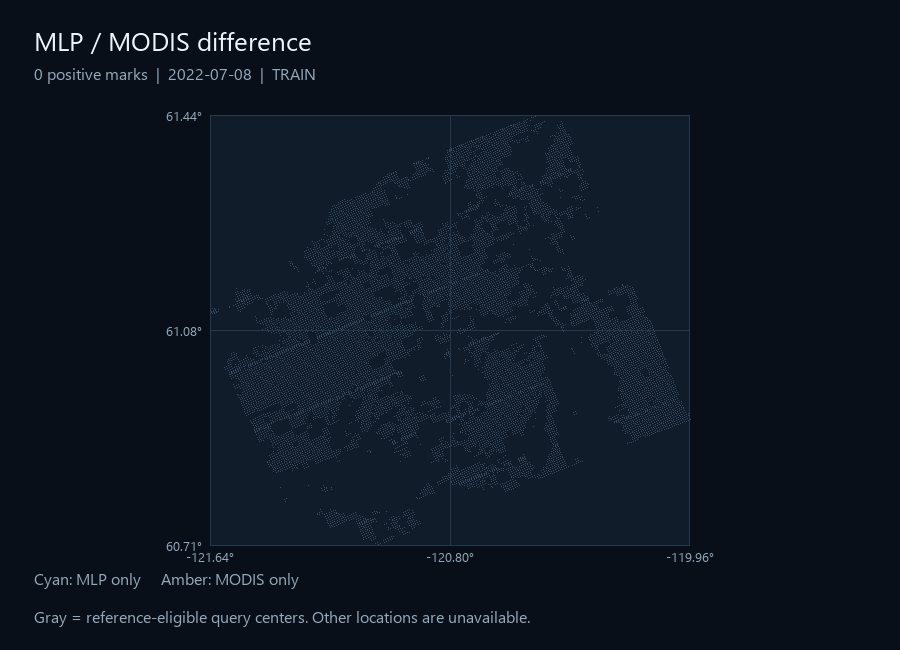 MLP / MODIS difference
0 positive marks | 2022-07-08 | TRAIN
61.44°
61.08°
60.71°
-121.64° -120.80° -119.96°
Cyan: MLP only Amber: MODIS only
Gray = reference-eligible query centers. Other locations are unavailable.